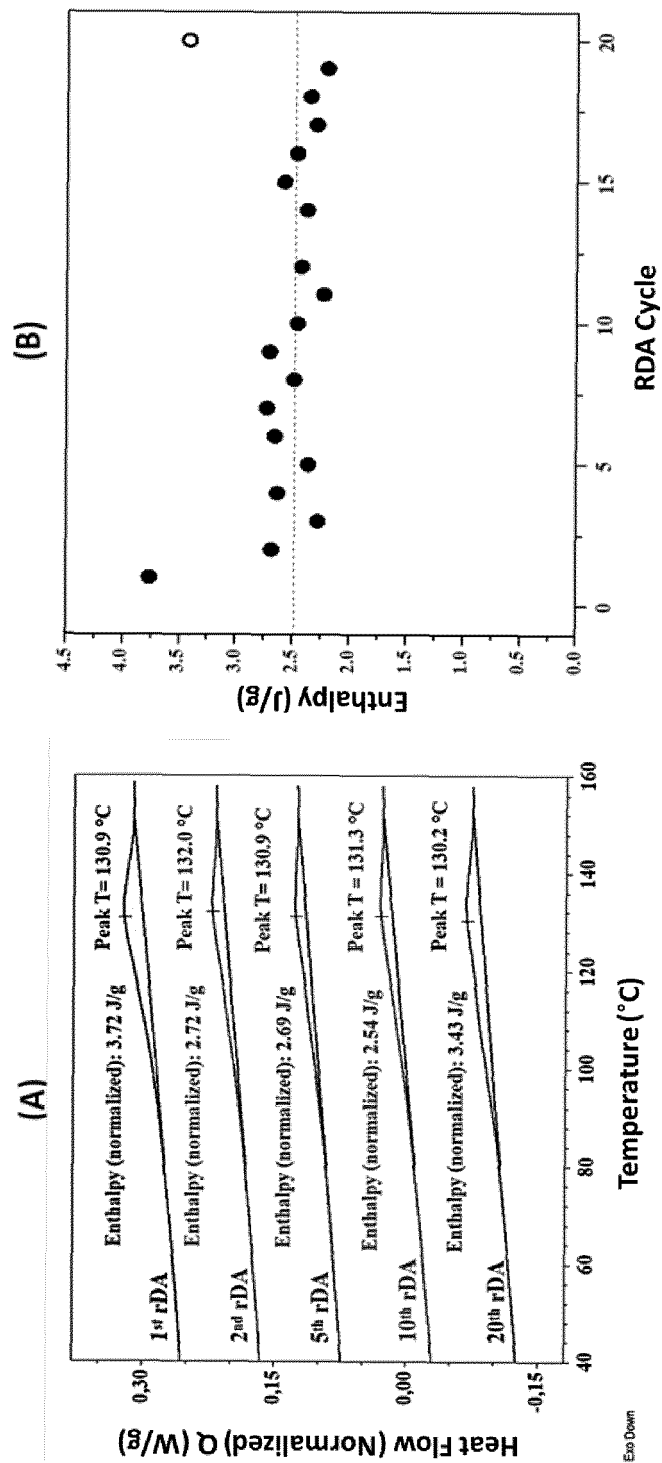 (A)
Heat Flow (Normalized) Q (W/g)
0,30
0,15
0,00
-0,15
1st rDA
Enthalpy (normalized): 3.72 J/g
Peak T= 130.9 °C
2nd rDA
Enthalpy (normalized): 2.72 J/g
Peak T= 132.0 °C
5th rDA
Enthalpy (normalized): 2.69 J/g
Peak T= 130.9 °C
10th rDA
Enthalpy (normalized): 2.54 J/g
Peak T = 131.3 °C
20th rDA
Enthalpy (normalized): 3.43 J/g
Peak T = 130.2 °C
40 60 80 100 120 140 160
Temperature (°C)
Exo Down
(B)
Enthalpy (J/g)
4.5
4.0
3.5
3.0
2.5
2.0
1.5
1.0
0.5
0.0
0 5 10 15 20
RDA Cycle